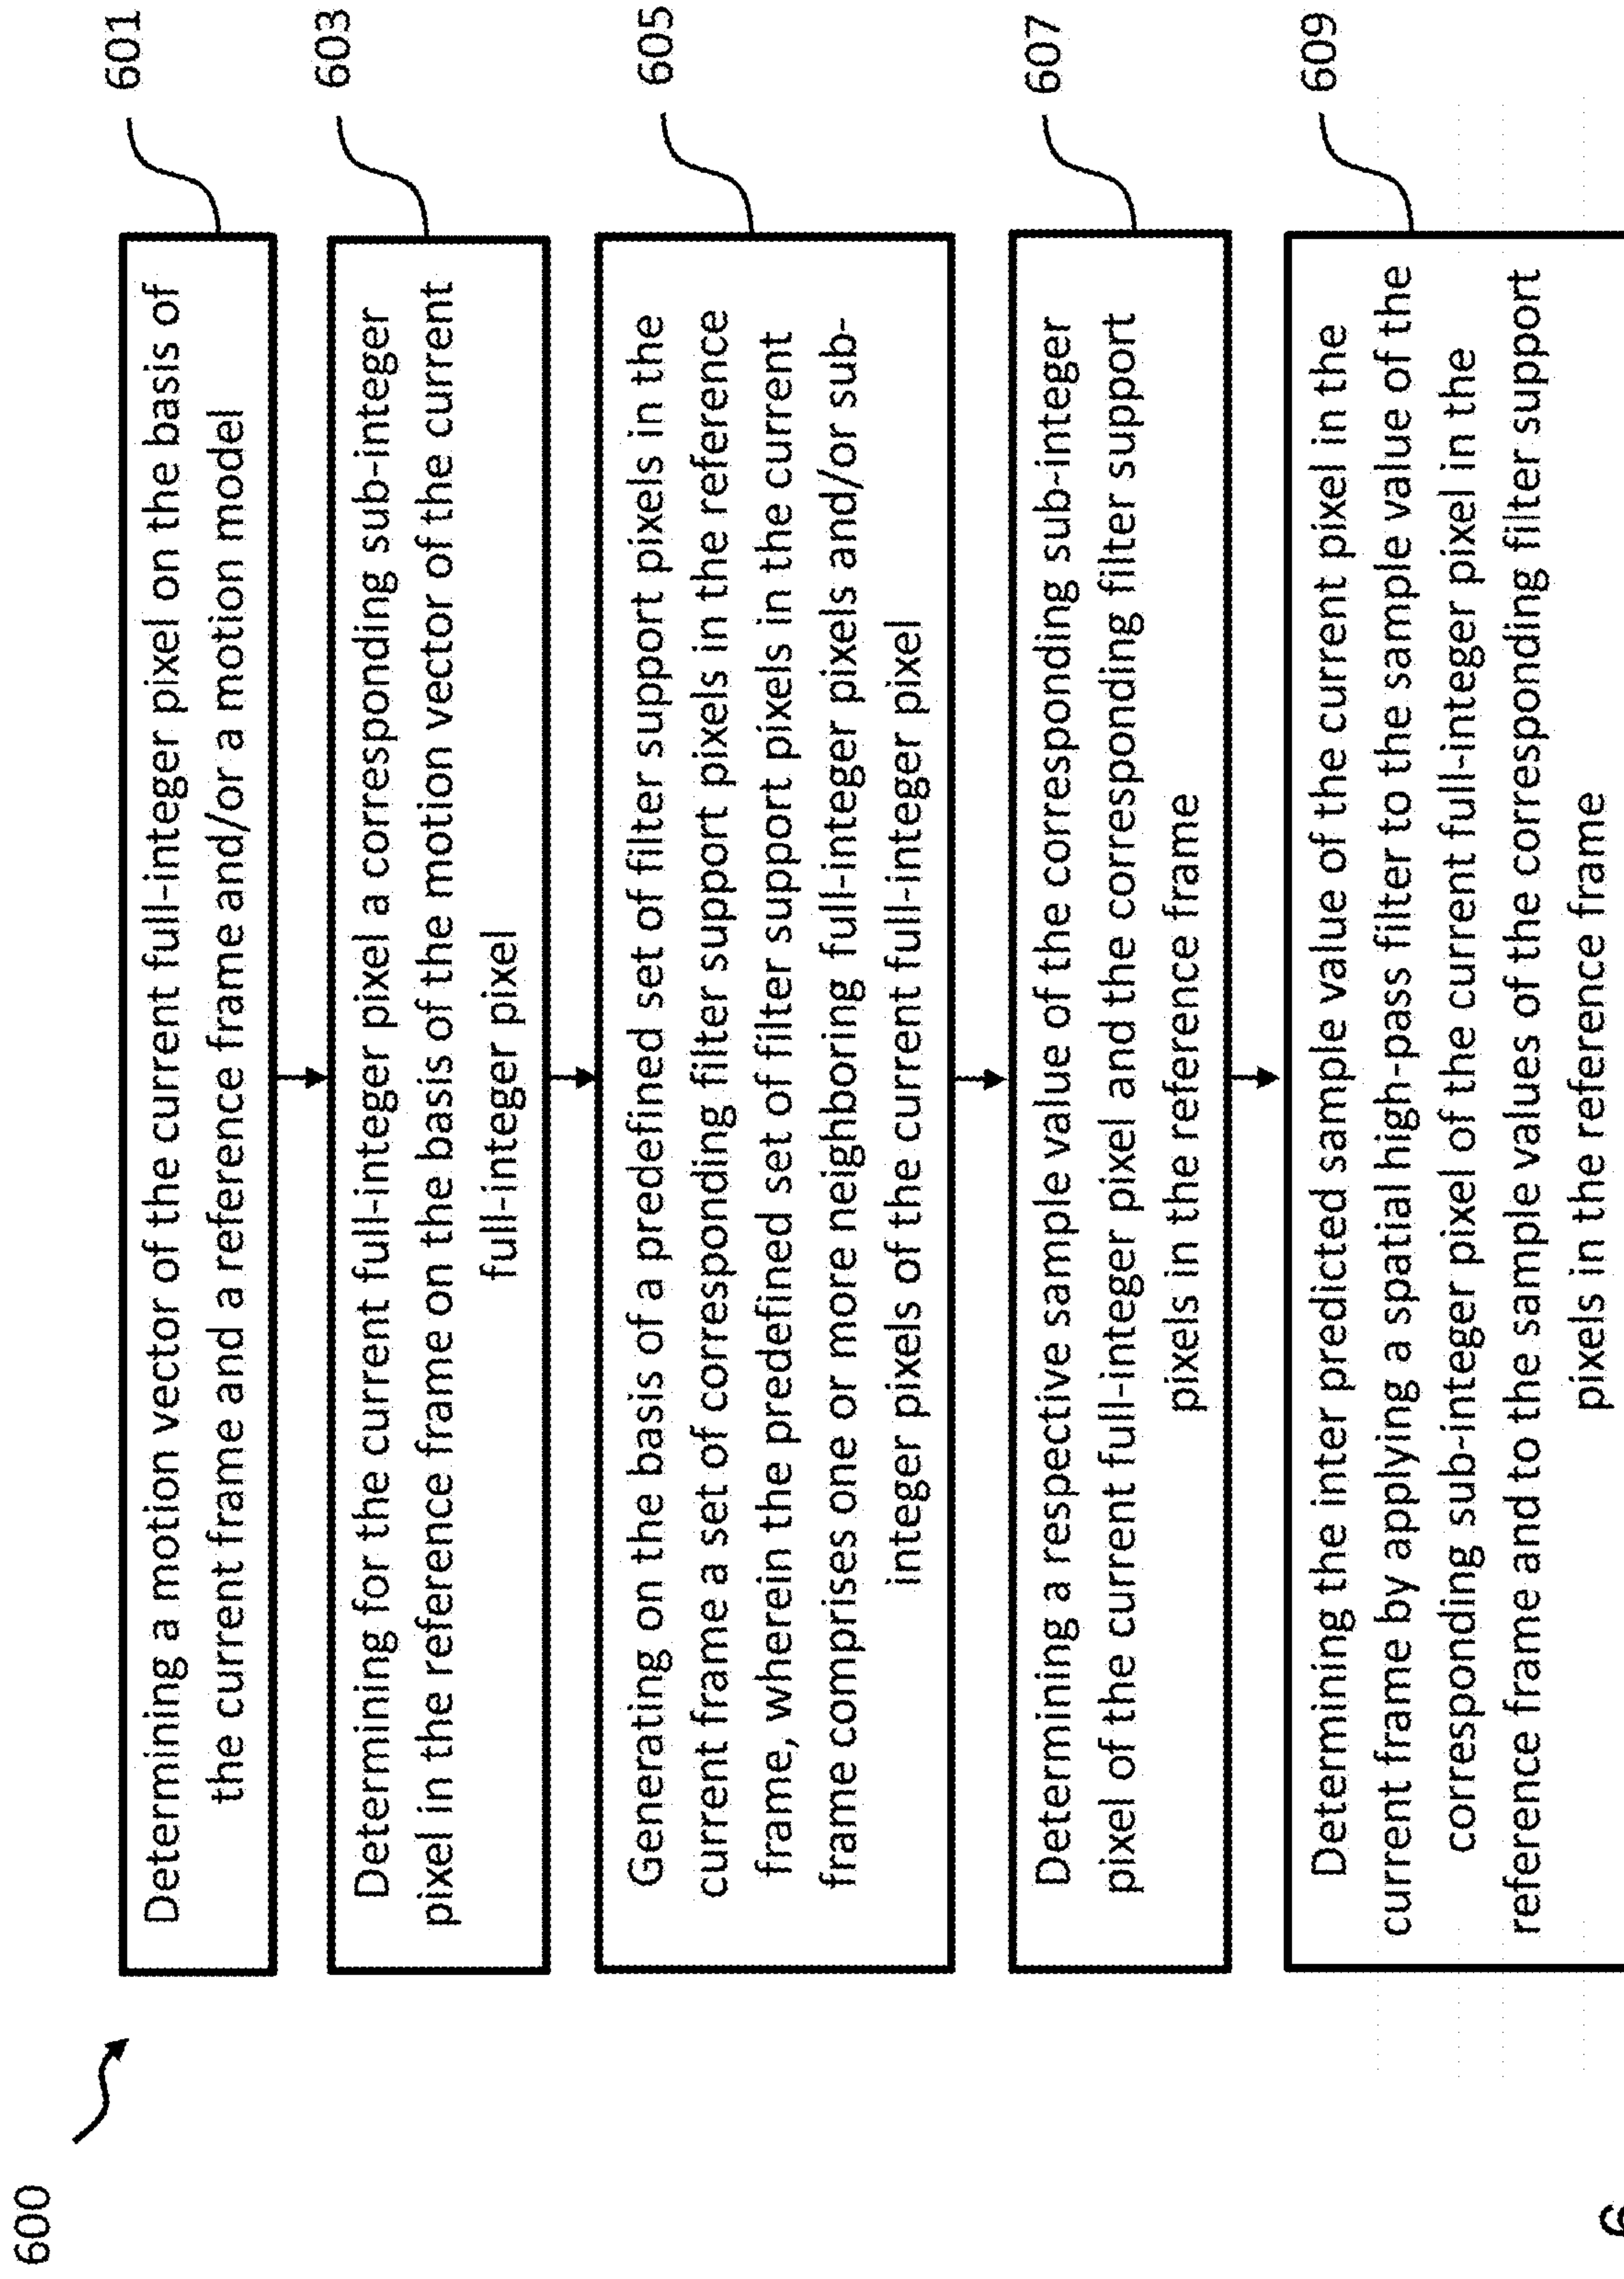 600
601
Determining a motion vector of the current full-integer pixel on the basis of
the current frame and a reference frame and/or a motion model
603
Determining for the current full-integer pixel a corresponding sub-integer
pixel in the reference frame on the basis of the motion vector of the current
full-integer pixel
605
Generating on the basis of a predefined set of filter support pixels in the
current frame a set of corresponding filter support pixels in the reference
frame, wherein the predefined set of filter support pixels in the current
frame comprises one or more neighboring full-integer pixels and/or sub-
integer pixels of the current full-integer pixel
607
Determining a respective sample value of the corresponding sub-integer
pixel of the current full-integer pixel and the corresponding filter support
pixels in the reference frame
609
Determining the inter predicted sample value of the current pixel in the
current frame by applying a spatial high-pass filter to the sample value of the
corresponding sub-integer pixel of the current full-integer pixel in the
reference frame and to the sample values of the corresponding filter support
pixels in the reference frame